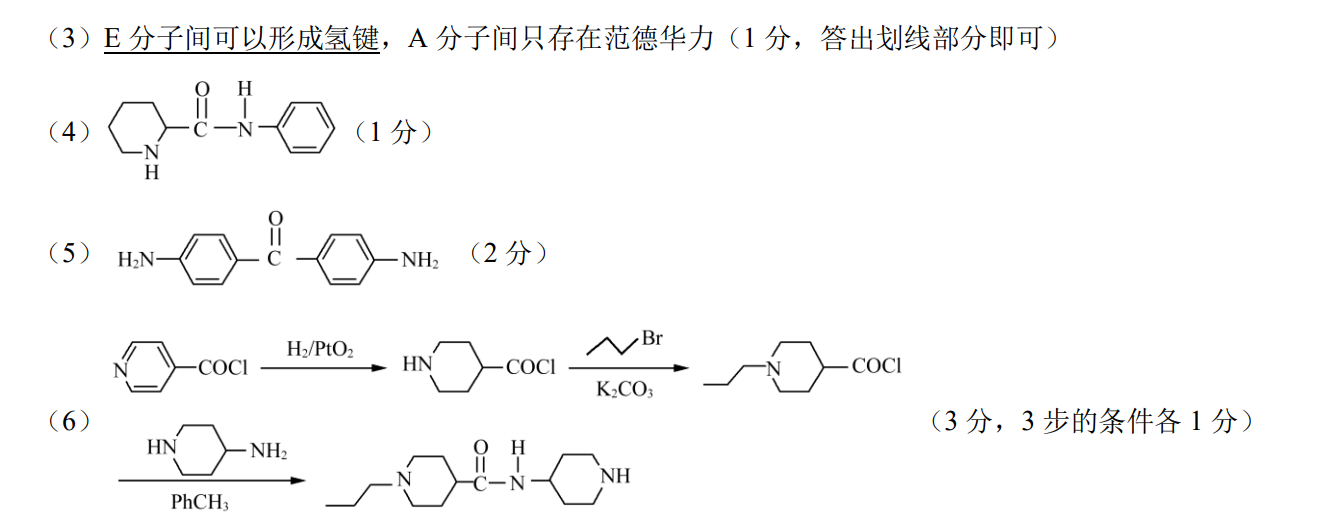 （3）E 分子间可以形成氢键，A 分子间只存在范德华力（1 分，答出划线部分即可）
O H
（4） C N （1 分）
N
H
O
（5） H₂N C NH₂ （2 分）
N COCl H₂/PtO₂ HN COCl Br K₂CO₃ N COCl
（6） （3 分，3 步的条件各 1 分）
HN NH₂ PhCH₃ N O C H N NH